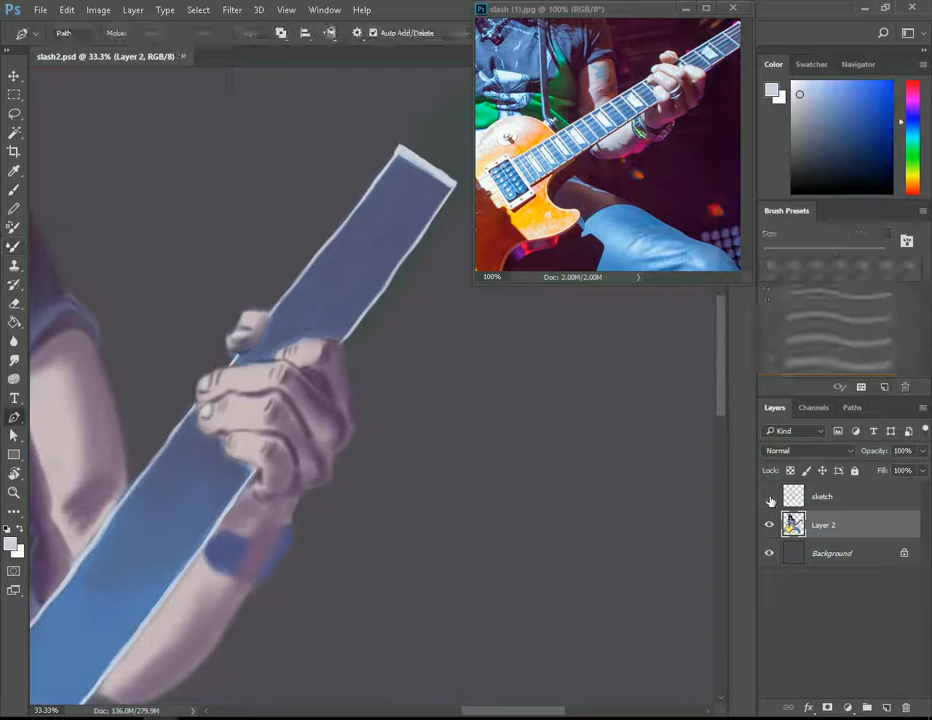 Ps File Edit Image Layer Type Select Filter 3D View Window Help
Path Auto Add/Delete
slash2.psd @ 33.3% (Layer 2, RGB/8) *
slash (1).jpg @ 100% (RGB/8*)
100% Doc: 2.00M/2.00M
Color Swatches Navigator
Brush Presets
Size:
Layers Channels Paths
Kind
Normal Opacity: 100%
Lock: Fill: 100%
sketch
Layer 2
Background
33.33% Doc: 136.0M/279.9M